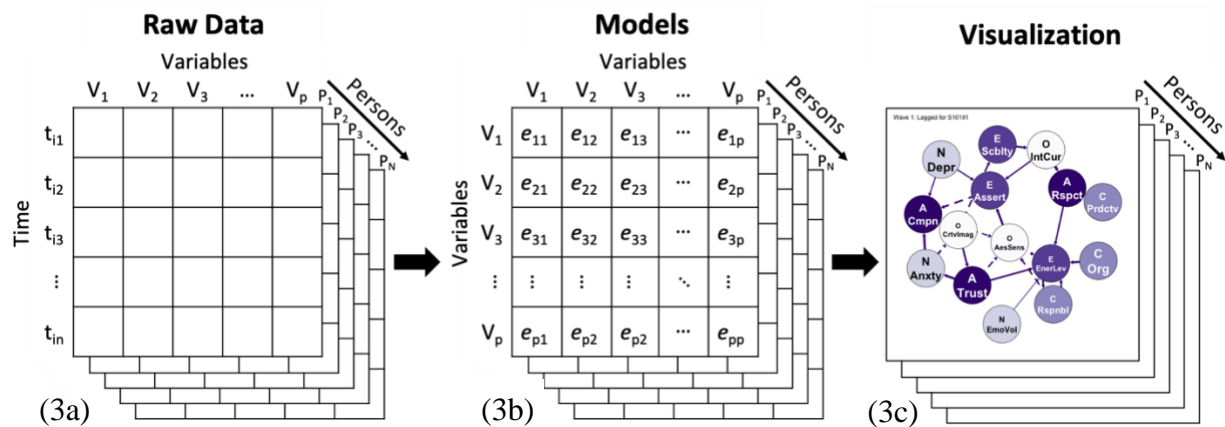 Raw Data
Variables
V1 V2 V3 ... Vp
P1 P2 P3 ... PN
Persons
Time
ti1
ti2
ti3
⋮
tin
(3a)
Models
Variables
V1 V2 V3 ... Vp
P1 P2 P3 ... PN
Persons
Variables
V1 e11 e12 e13 ... e1p
V2 e21 e22 e23 ... e2p
V3 e31 e32 e33 ... e3p
⋮ ⋮ ⋮ ⋮ ⋱ ⋮
Vp ep1 ep2 ep2 ... epp
(3b)
Visualization
P1 P2 P3 ... PN
Persons
Wave 1: Lagged for S10191
E
Scblty
O
IntCur
N
Depr
E
Assert
A
Rspct
C
Prdctv
A
Cmpn
O
CrtvImag
O
AesSens
N
Anxty
A
Trust
E
EnerLev
C
Org
C
Rspnbl
N
EmoVol
(3c)